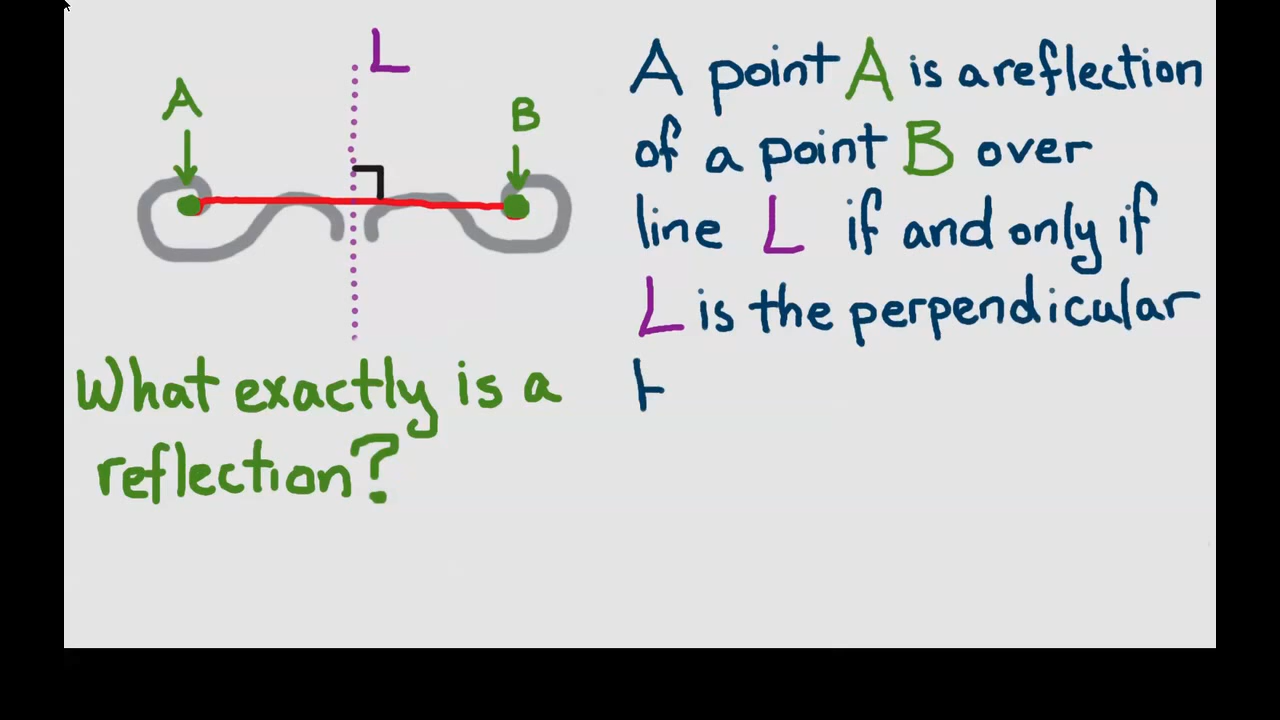 L
A
B
A point A is a reflection
of a point B over
line L if and only if
L is the perpendicular
What exactly is a
reflection?